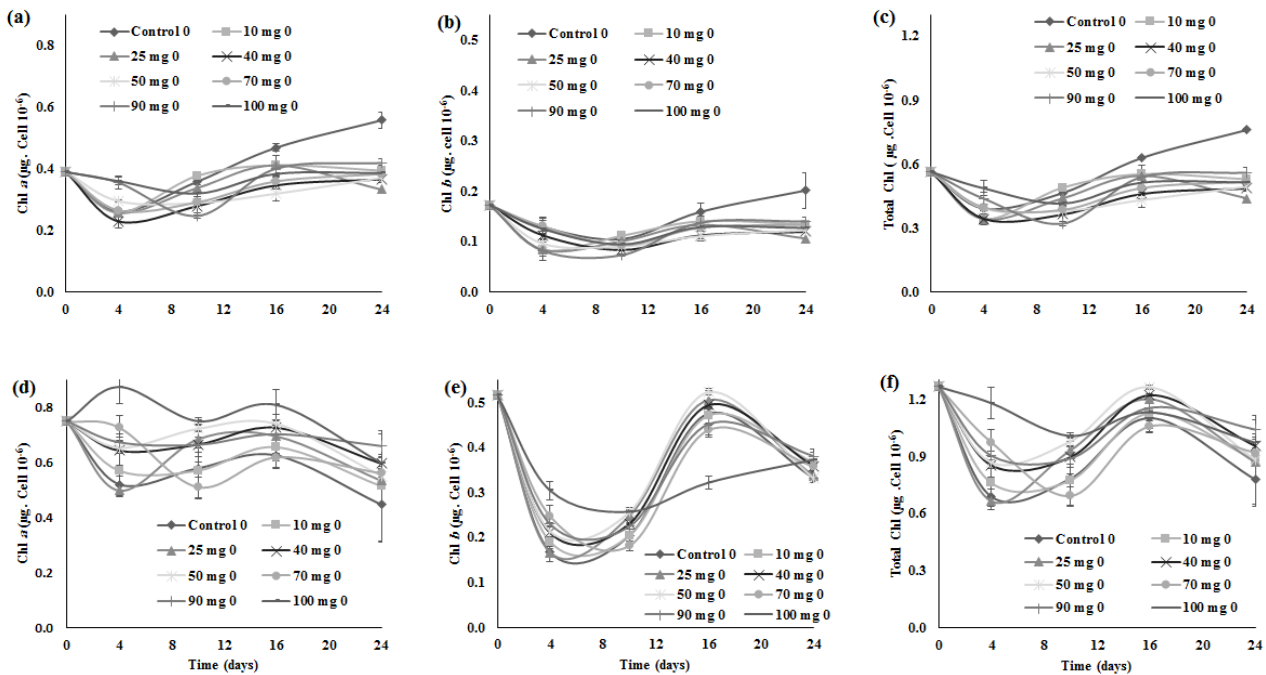 (a)
Chl a (µg. Cell 10-6)
0.8
0.6
0.4
0.2
0.0
Control 0
10 mg 0
25 mg 0
40 mg 0
50 mg 0
70 mg 0
90 mg 0
100 mg 0
0 4 8 12 16 20 24
(b)
Chl b (µg. cell 10-6)
0.5
0.4
0.3
0.2
0.1
0.0
Control 0
10 mg 0
25 mg 0
40 mg 0
50 mg 0
70 mg 0
90 mg 0
100 mg 0
0 4 8 12 16 20 24
(c)
Total Chl ( µg .Cell 10-6)
1.2
0.9
0.6
0.3
0.0
Control 0
10 mg 0
25 mg 0
40 mg 0
50 mg 0
70 mg 0
90 mg 0
100 mg 0
0 4 8 12 16 20 24
(d)
Chl a (µg. Cell 10-6)
0.8
0.6
0.4
0.2
0.0
Control 0
10 mg 0
25 mg 0
40 mg 0
50 mg 0
70 mg 0
90 mg 0
100 mg 0
0 4 8 12 16 20 24
Time (days)
(e)
Chl b (µg. Cell 10-6)
0.5
0.4
0.3
0.2
0.1
0.0
Control 0
10 mg 0
25 mg 0
40 mg 0
50 mg 0
70 mg 0
90 mg 0
100 mg 0
0 4 8 12 16 20 24
Time (days)
(f)
Total Chl (µg .Cell 10-6)
1.2
0.9
0.6
0.3
0.0
Control 0
10 mg 0
25 mg 0
40 mg 0
50 mg 0
70 mg 0
90 mg 0
100 mg 0
0 4 8 12 16 20 24
Time (days)